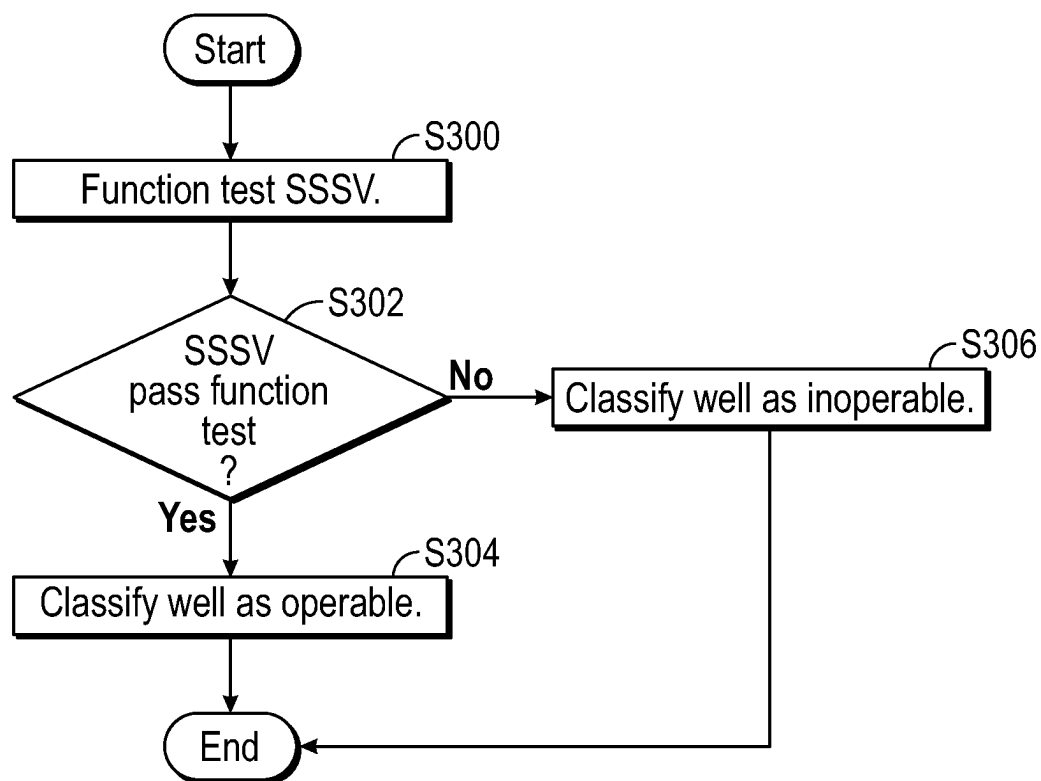 Start
S300
Function test SSSV.
S302
SSSV
pass function
test
?
No
S306
Classify well as inoperable.
Yes
S304
Classify well as operable.
End